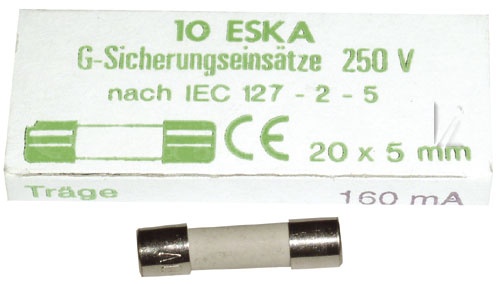 10 ESKA
G-Sicherungseinsätze 250 V
nach IEC 127 - 2 - 5
CE 20 x 5 mm
Träge 160 mA